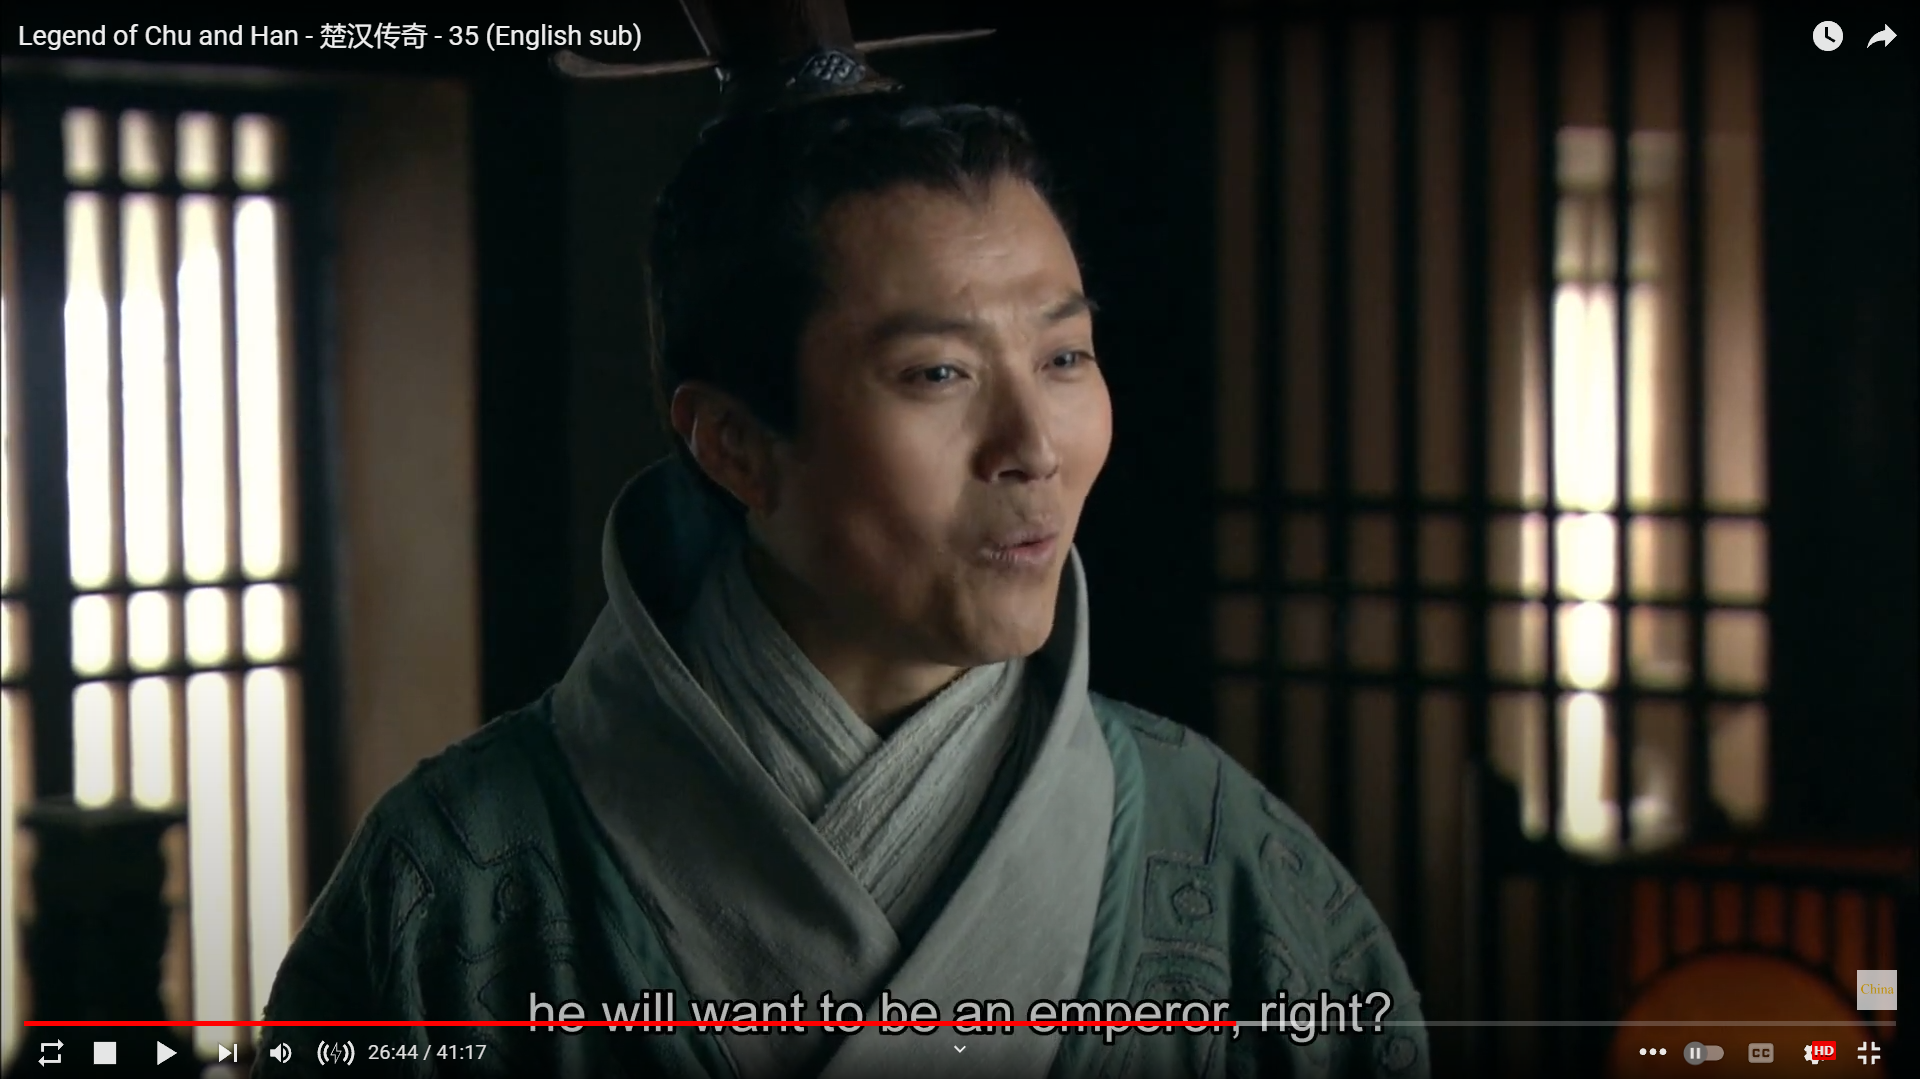 Legend of Chu and Han - 楚汉传奇 - 35 (English sub)
China
he will want to be an emperor, right?
26:44 / 41:17
CC
HD